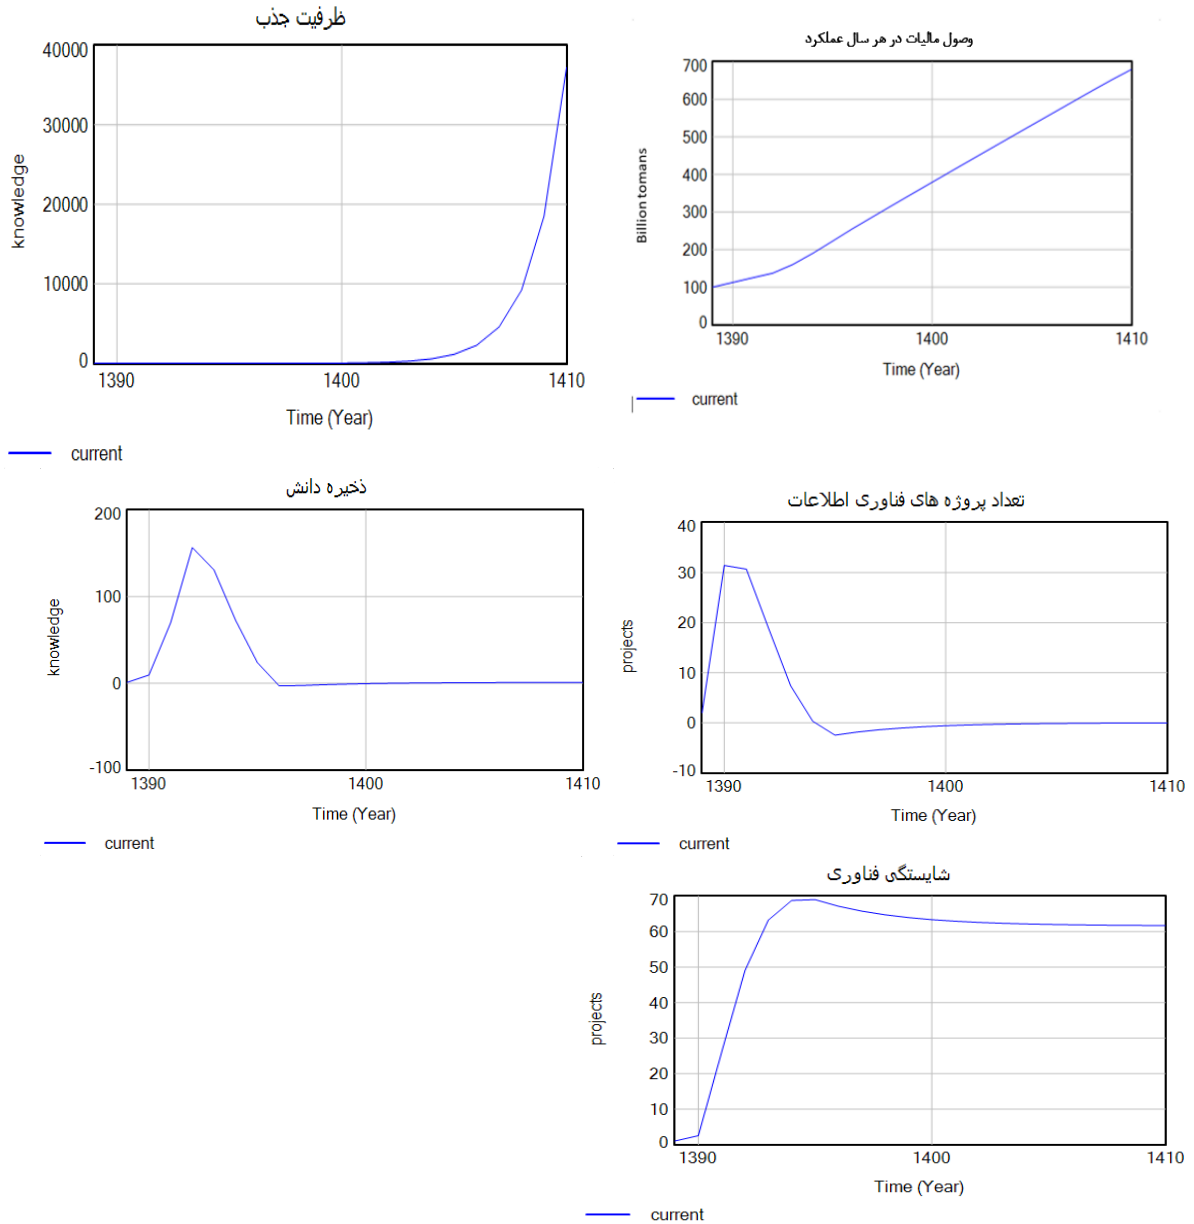 ظرفیت جذب
40000
30000
20000
10000
0
knowledge
1390
1400
1410
Time (Year)
current
وصول مالیات در هر سال عملکرد
700
600
500
400
300
200
100
0
Billion tomans
1390
1400
1410
Time (Year)
current
ذخیره دانش
200
100
0
-100
knowledge
1390
1400
1410
Time (Year)
current
تعداد پروژه های فناوری اطلاعات
40
30
20
10
0
-10
projects
1390
1400
1410
Time (Year)
current
شایستگی فناوری
70
60
50
40
30
20
10
0
projects
1390
1400
1410
Time (Year)
current